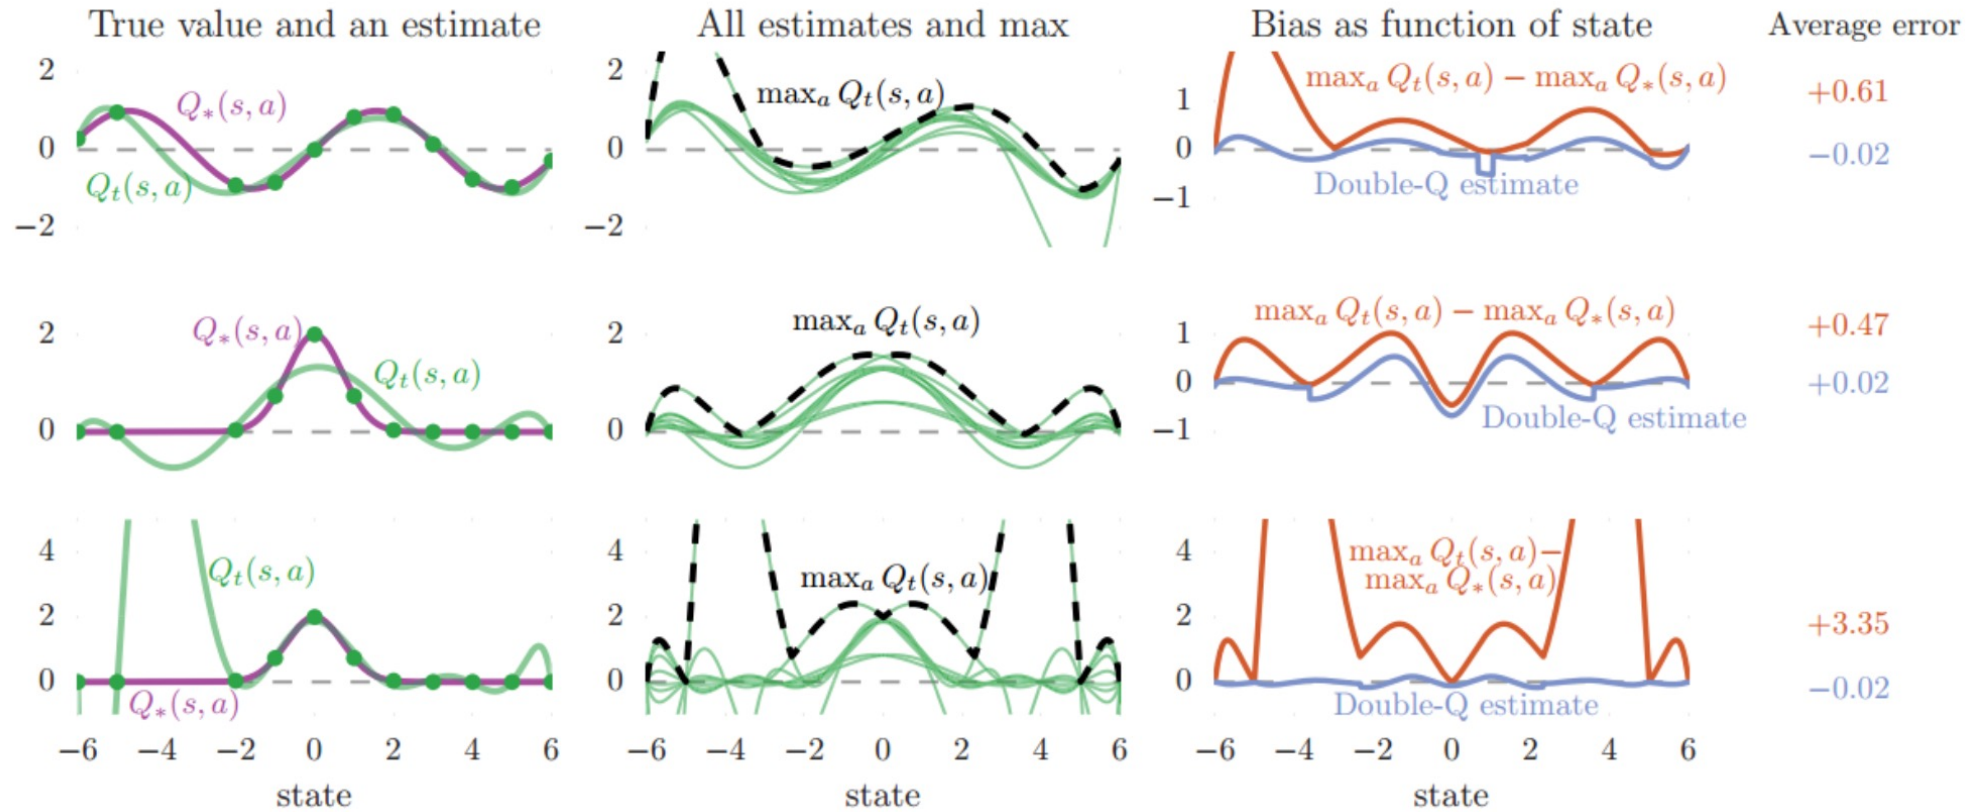 True value and an estimate
All estimates and max
Bias as function of state
Average error
2
0
−2
Q∗(s, a)
Qt(s, a)
2
0
−2
maxa Qt(s, a)
1
0
−1
maxa Qt(s, a) − maxa Q∗(s, a)
Double-Q estimate
+0.61
−0.02
2
0
Q∗(s, a)
Qt(s, a)
2
0
maxa Qt(s, a)
1
0
−1
maxa Qt(s, a) − maxa Q∗(s, a)
Double-Q estimate
+0.47
+0.02
4
2
0
Qt(s, a)
Q∗(s, a)
4
2
0
maxa Qt(s, a)
4
2
0
maxa Qt(s, a)−
maxa Q∗(s, a)
Double-Q estimate
+3.35
−0.02
−6 −4 −2 0 2 4 6
−6 −4 −2 0 2 4 6
−6 −4 −2 0 2 4 6
state
state
state